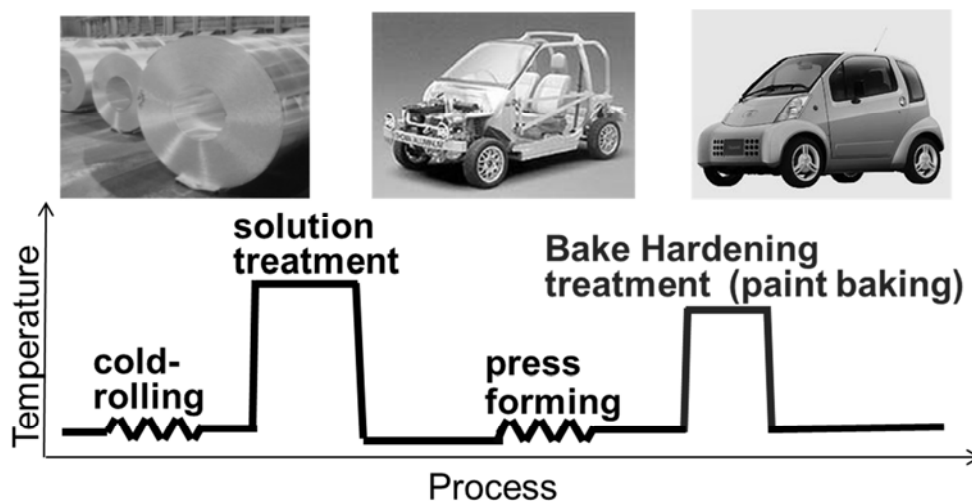 solution
treatment
Bake Hardening
treatment (paint baking)
cold-
rolling
press
forming
Temperature
Process